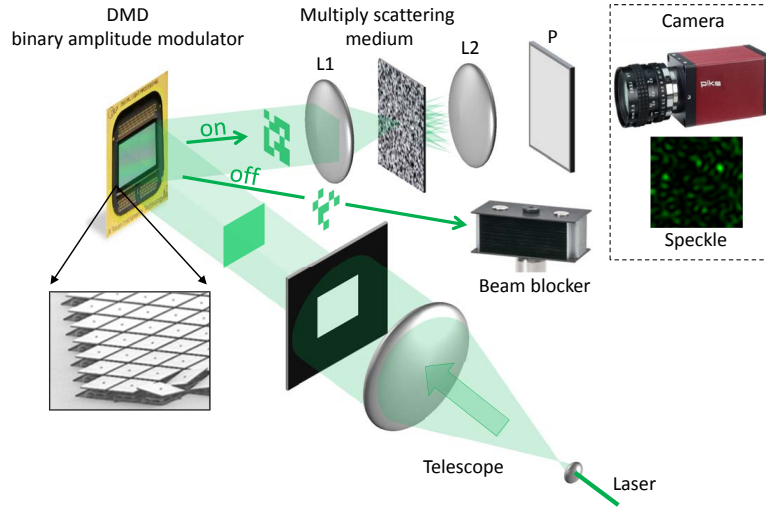 DMD
binary amplitude modulator
Multiply scattering
medium
L1
L2
P
Camera
pike
on
off
Speckle
Beam blocker
Telescope
Laser